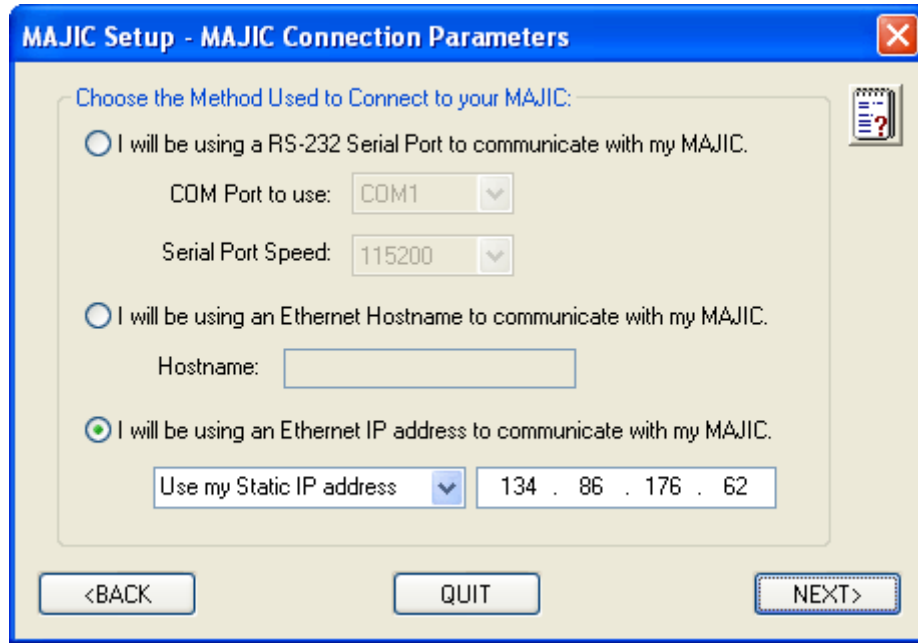 MAJIC Setup - MAJIC Connection Parameters
Choose the Method Used to Connect to your MAJIC:
I will be using a RS-232 Serial Port to communicate with my MAJIC.
COM Port to use: COM1
Serial Port Speed: 115200
I will be using an Ethernet Hostname to communicate with my MAJIC.
Hostname:
I will be using an Ethernet IP address to communicate with my MAJIC.
Use my Static IP address 134 . 86 . 176 . 62
<BACK QUIT NEXT>